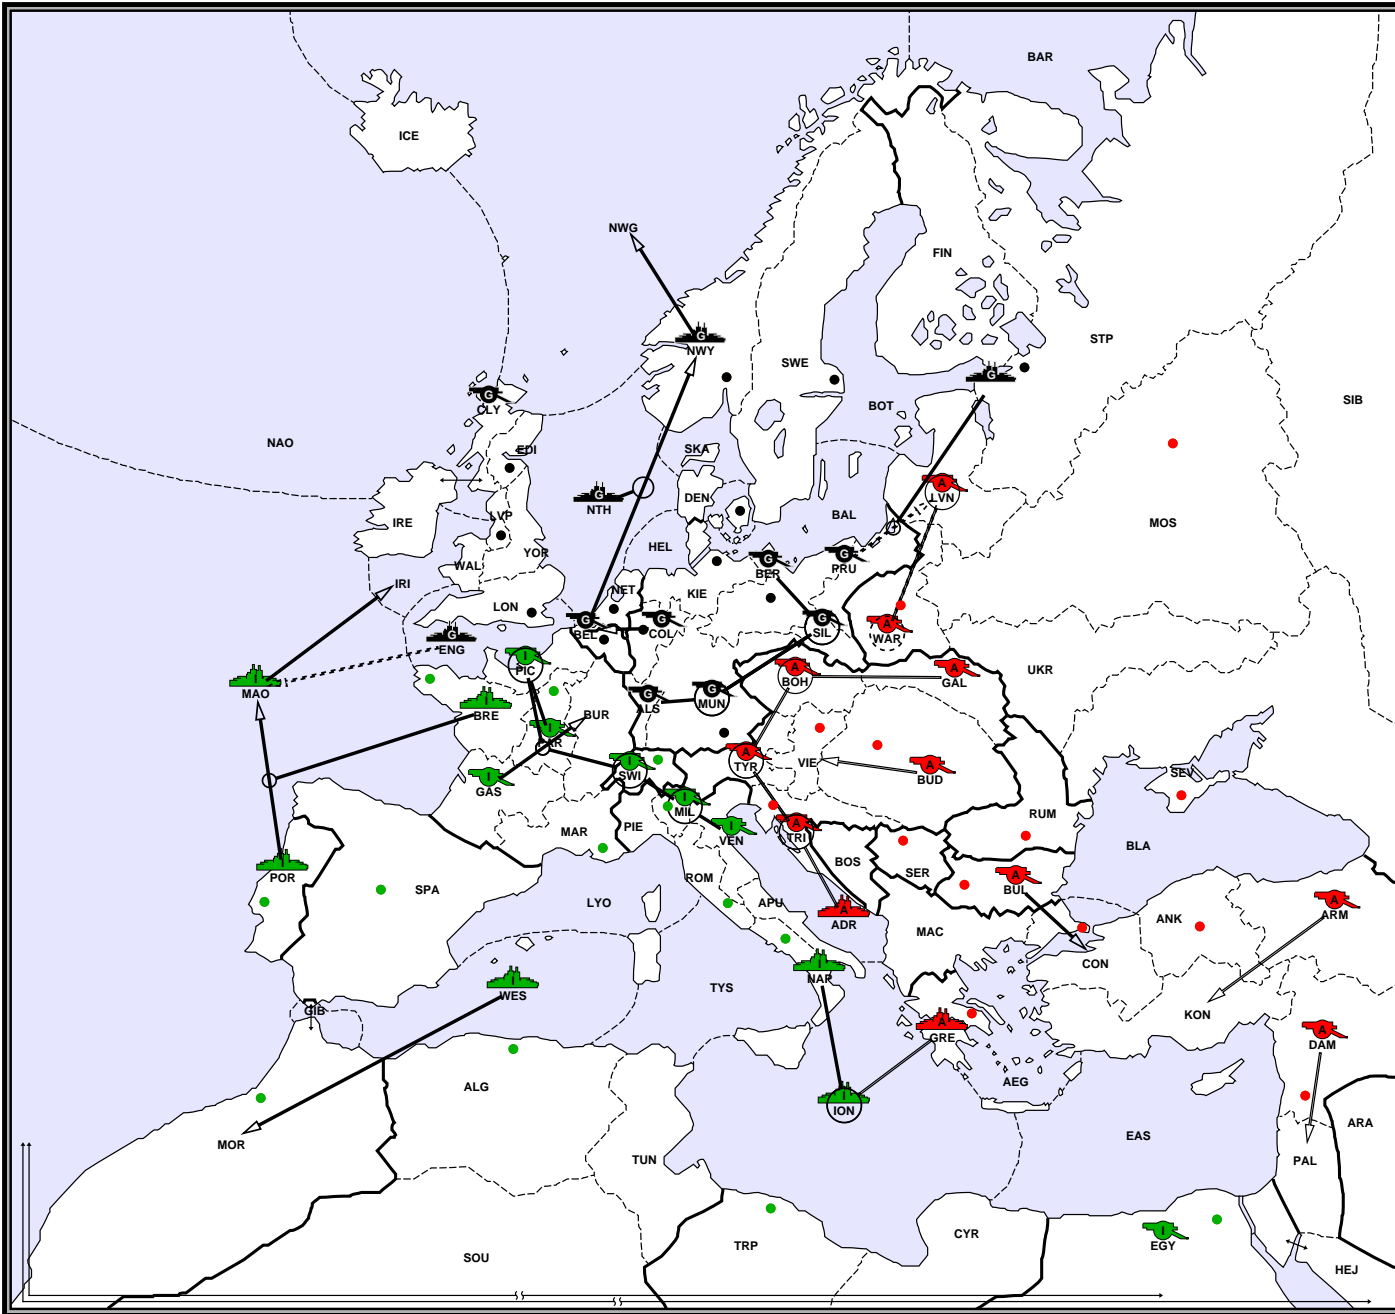 BAR
ICE
NWG
FIN
NWY
STP
SWE
G
G
SIB
CLY
G
BOT
NAO
EDI
SKA
A
LVN
DEN
NTH
G
LVP
BAL
MOS
IRE
YOR
HEL
G
BER
G
PRU
WAL
IRI
NET
KIE
LON
G
BEL
G
COL
G
SIL
A
WAR
G
ENG
I
PIC
UKR
A
BOH
A
GAL
I
MAO
G
ALS
G
MUN
I
BRE
BUR
I
A
TYR
VIE
A
BUD
I
SWI
SEV
I
GAS
I
MIL
RUM
MAR
PIE
I
VEN
A
TRI
BLA
I
POR
BOS
SER
A
BUL
SPA
ROM
APU
LYO
A
ADR
ANK
A
ARM
MAC
I
NAP
CON
TYS
I
WES
GIB
KON
A
GRE
A
DAM
AEG
ALG
I
ION
ARA
EAS
MOR
TUN
PAL
I
EGY
TRP
CYR
SOU
HEJ